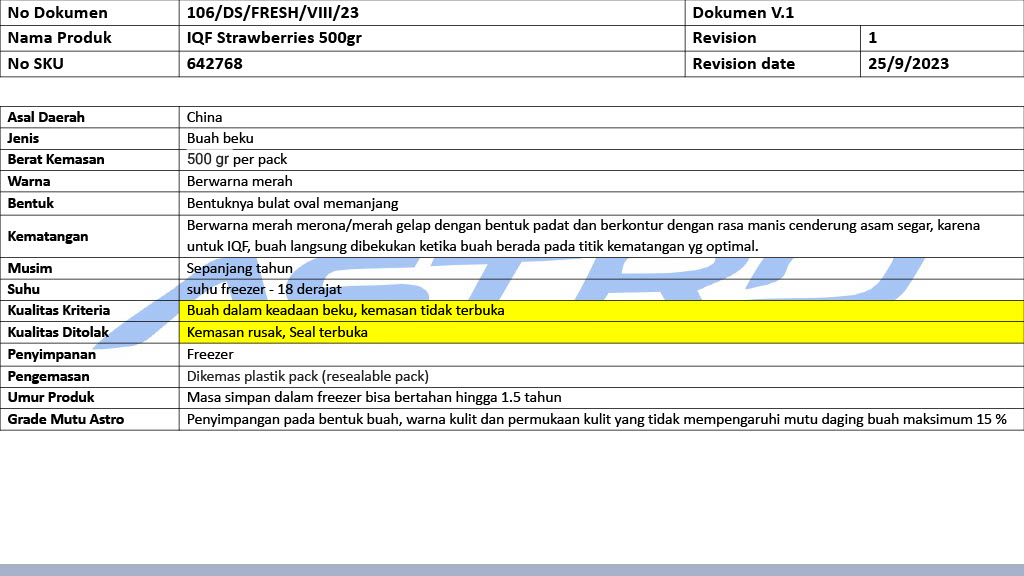 No Dokumen 106/DS/FRESH/VIII/23 Dokumen V.1
Nama Produk IQF Strawberries 500gr Revision 1
No SKU 642768 Revision date 25/9/2023
Asal Daerah China
Jenis Buah beku
Berat Kemasan 500 gr per pack
Warna Berwarna merah
Bentuk Bentuknya bulat oval memanjang
Kematangan Berwarna merah merona/merah gelap dengan bentuk padat dan berkontur dengan rasa manis cenderung asam segar, karena
untuk IQF, buah langsung dibekukan ketika buah berada pada titik kematangan yg optimal.
Musim Sepanjang tahun
Suhu suhu freezer - 18 derajat
Kualitas Kriteria Buah dalam keadaan beku, kemasan tidak terbuka
Kualitas Ditolak Kemasan rusak, Seal terbuka
Penyimpanan Freezer
Pengemasan Dikemas plastik pack (resealable pack)
Umur Produk Masa simpan dalam freezer bisa bertahan hingga 1.5 tahun
Grade Mutu Astro Penyimpangan pada bentuk buah, warna kulit dan permukaan kulit yang tidak mempengaruhi mutu daging buah maksimum 15 %
ASTRO